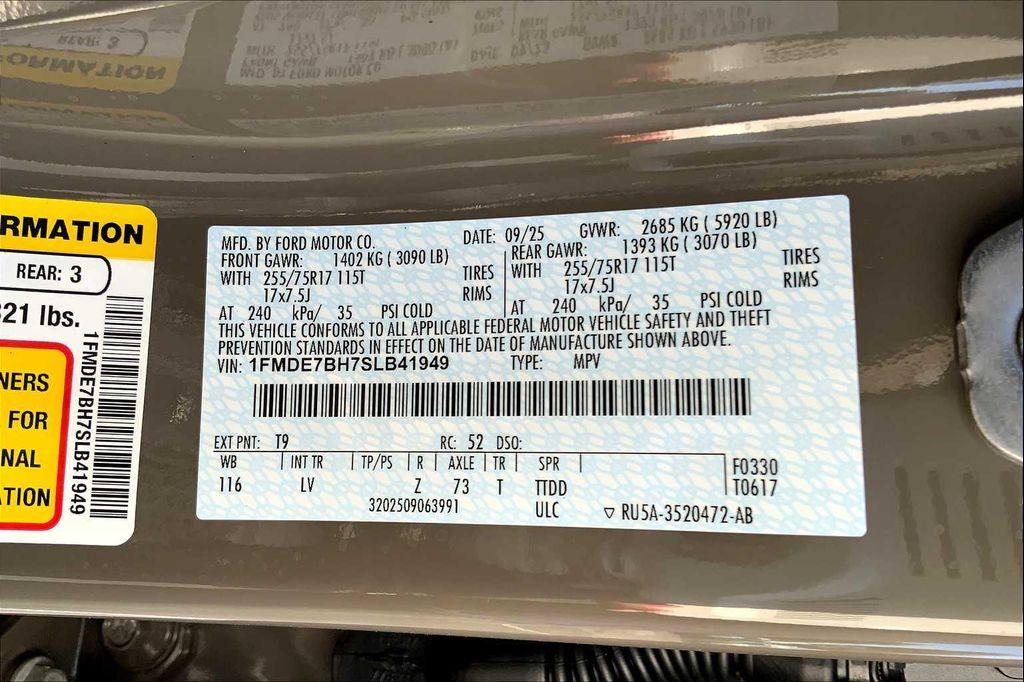 RMATION
REAR: 3
321 lbs.
NERS
FOR
NAL
TION
1FMDE7BH7SLB41949
MFD. BY FORD MOTOR CO. DATE: 09/25 GVWR: 2685 KG ( 5920 LB)
FRONT GAWR: 1402 KG ( 3090 LB) REAR GAWR: 1393 KG ( 3070 LB)
WITH 255/75R17 115T TIRES WITH 255/75R17 115T TIRES
17x7.5J RIMS 17x7.5J RIMS
AT 240 kPa/ 35 PSI COLD AT 240 kPa/ 35 PSI COLD
THIS VEHICLE CONFORMS TO ALL APPLICABLE FEDERAL MOTOR VEHICLE SAFETY AND THEFT
PREVENTION STANDARDS IN EFFECT ON THE DATE OF MANUFACTURE SHOWN ABOVE.
VIN: 1FMDE7BH7SLB41949 TYPE: MPV
EXT PNT: T9 RC: 52 DSO:
WB INT TR TP/PS R AXLE TR SPR F0330
116 LV Z 73 T TTDD T0617
3202509063991 ULC ▽ RU5A-3520472-AB